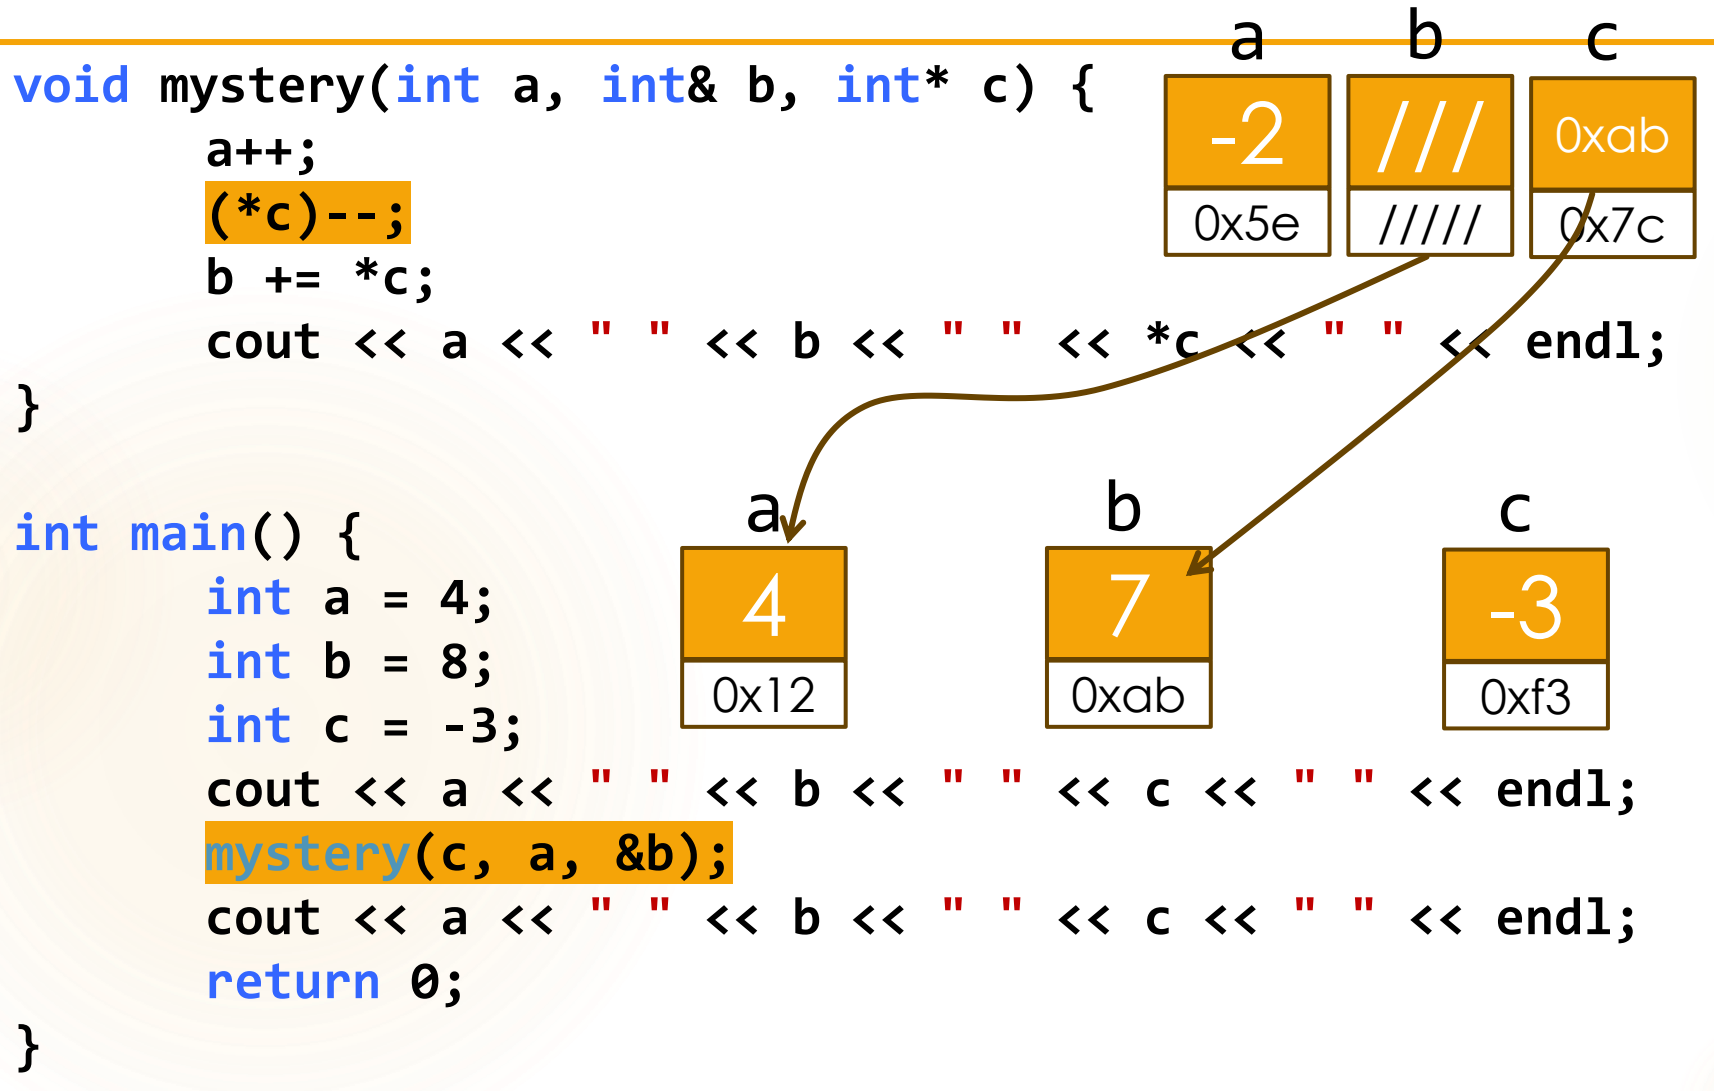 a b c
void mystery(int a, int& b, int* c) {
-2 /// 0xab
a++;
(*c)--;
0x5e ///// 0x7c
b += *c;
cout << a << " " << b << " " << *c << " " << endl;
}
a b c
int main() {
int a = 4;
4 7 -3
int b = 8;
0x12 0xab 0xf3
int c = -3;
cout << a << " " << b << " " << c << " " << endl;
mystery(c, a, &b);
cout << a << " " << b << " " << c << " " << endl;
return 0;
}